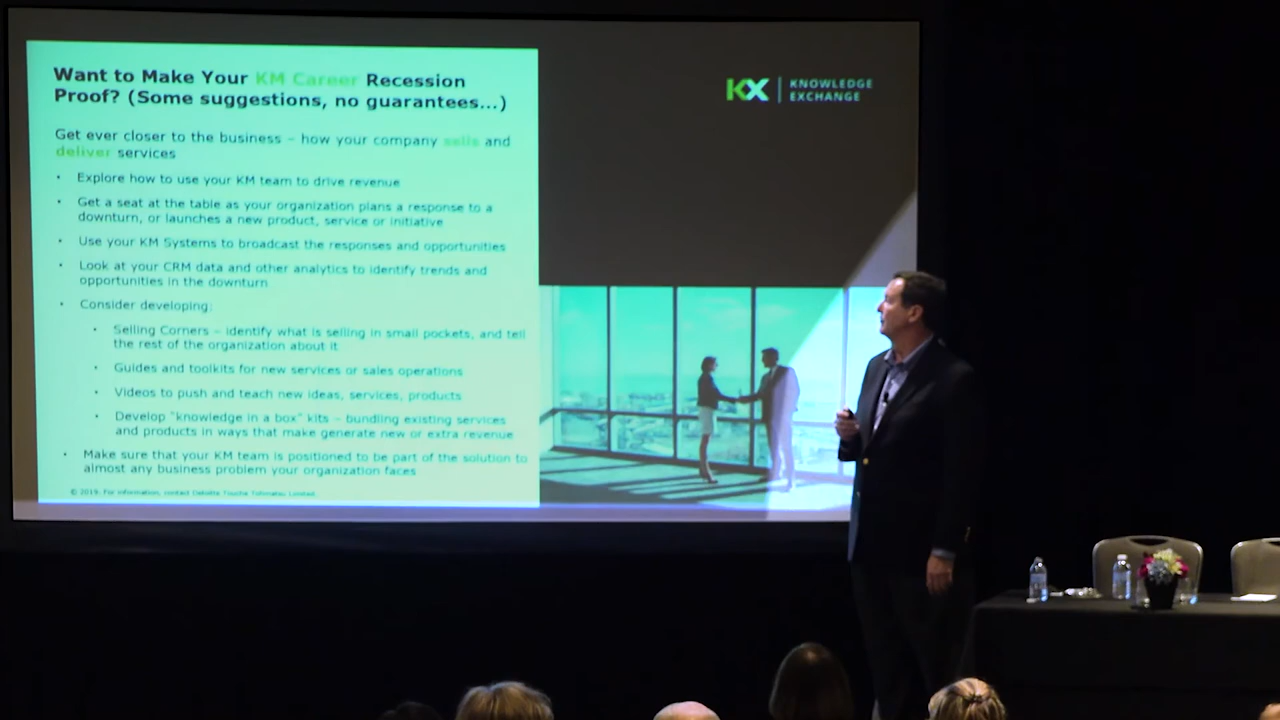 Want to Make Your KM Career Recession
Proof? (Some suggestions, no guarantees...)
Get ever closer to the business – how your company sells and
deliver services
• Explore how to use your KM team to drive revenue
• Get a seat at the table as your organization plans a response to a
downturn, or launches a new product, service or initiative
• Use your KM Systems to broadcast the responses and opportunities
• Look at your CRM data and other analytics to identify trends and
opportunities in the downturn
• Consider developing:
• Selling Corners – identify what is selling in small pockets, and tell
the rest of the organization about it
• Guides and toolkits for new services or sales operations
• Videos to push and teach new ideas, services, products
• Develop "knowledge in a box" kits – bundling existing services
and products in ways that make generate new or extra revenue
• Make sure that your KM team is positioned to be part of the solution to
almost any business problem your organization faces
© 2019. For information, contact Deloitte Touche Tohmatsu Limited.
KX | KNOWLEDGE
EXCHANGE